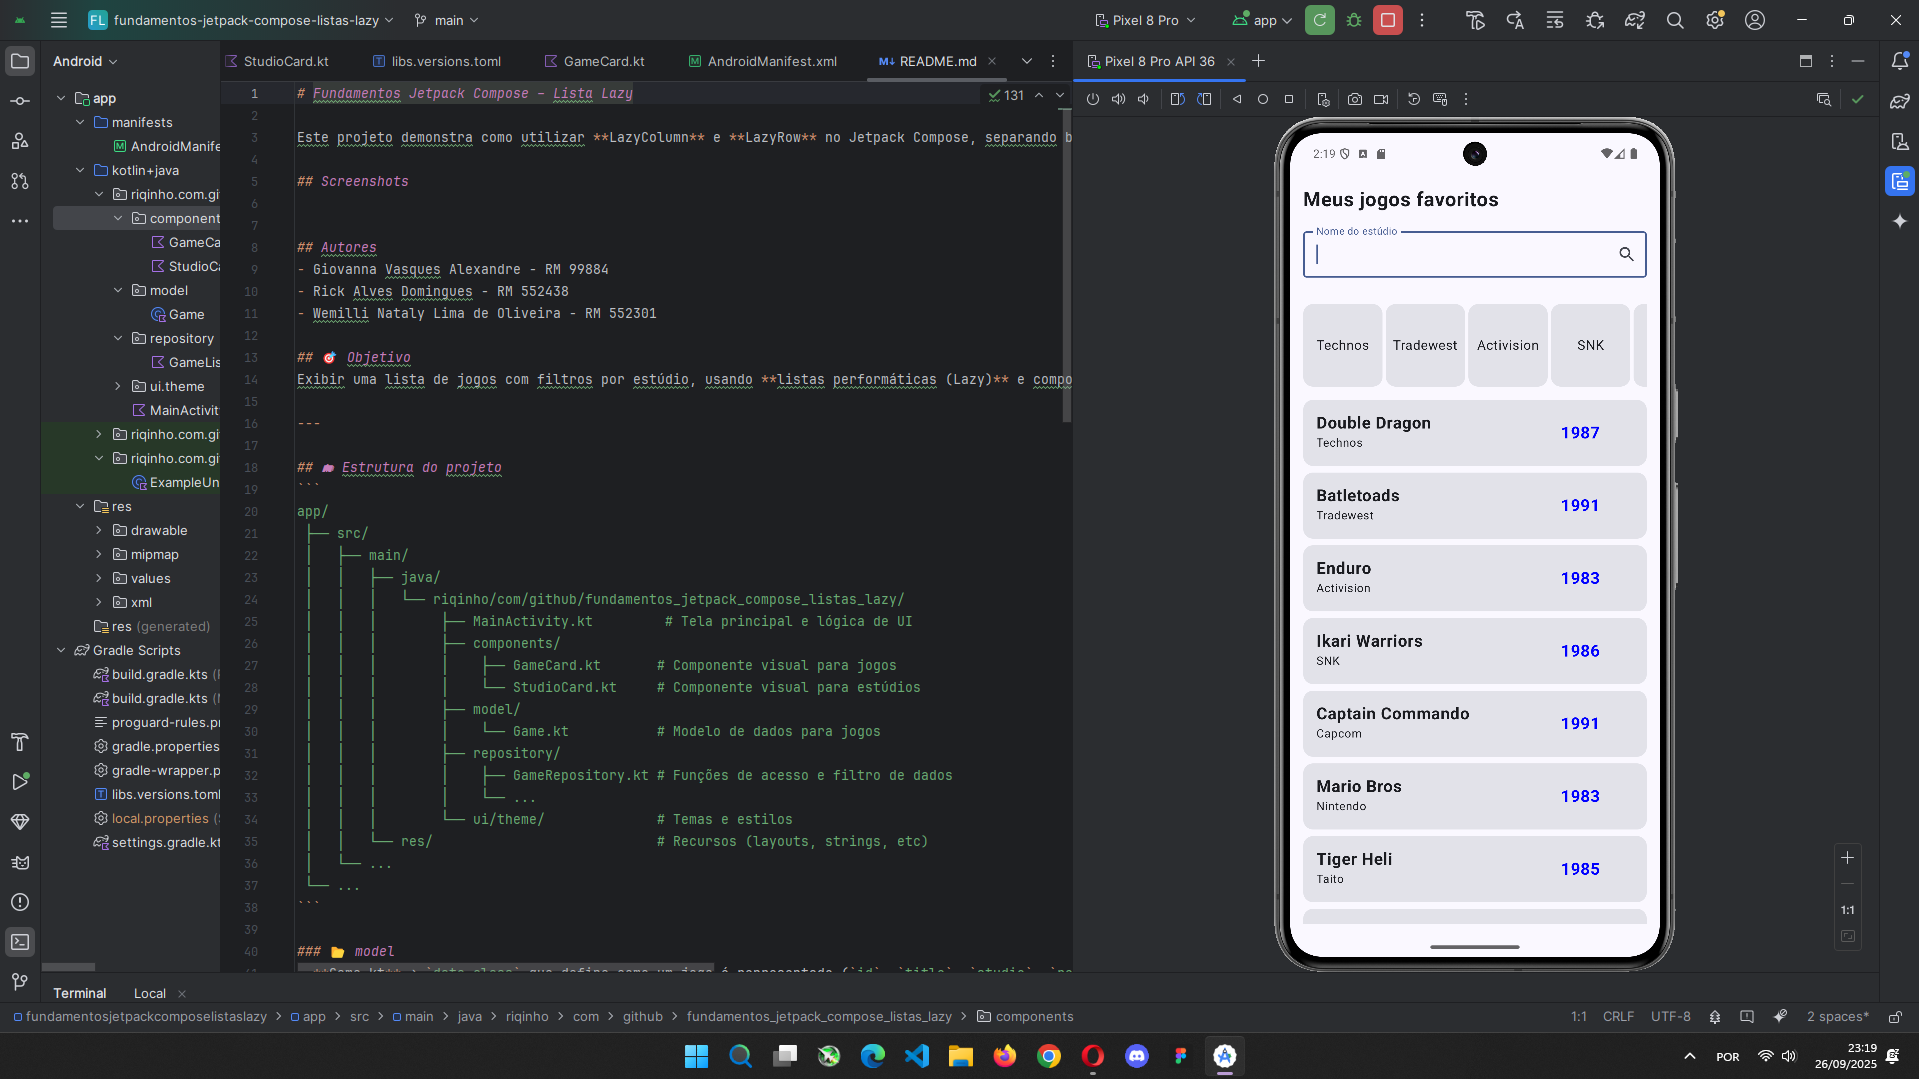 FL fundamentos-jetpack-compose-listas-lazy main Pixel 8 Pro app
Android
StudioCard.kt libs.versions.toml GameCard.kt AndroidManifest.xml README.md
Pixel 8 Pro API 36
app
manifests
AndroidManife
kotlin+java
riqinho.com.gi
component
GameCa
StudioCa
model
Game
repository
GameLis
ui.theme
MainActivit
riqinho.com.gi
riqinho.com.gi
ExampleUn
res
drawable
mipmap
values
xml
res (generated)
Gradle Scripts
build.gradle.kts
build.gradle.kts
proguard-rules.pr
gradle.properties
gradle-wrapper.p
libs.versions.toml
local.properties
settings.gradle.kt
131
1 # Fundamentos Jetpack Compose - Lista Lazy
2
3 Este projeto demonstra como utilizar **LazyColumn** e **LazyRow** no Jetpack Compose, separando b
4
5 ## Screenshots
6
7
8 ## Autores
9 - Giovanna Vasques Alexandre - RM 99884
10 - Rick Alves Domingues - RM 552438
11 - Wemilli Nataly Lima de Oliveira - RM 552301
12
13 ## 🎯 Objetivo
14 Exibir uma lista de jogos com filtros por estúdio, usando **listas performáticas (Lazy)** e compo
15
16 ---
17
18 ## Estrutura do projeto
19 ```
20 app/
21 ├── src/
22 │ ├── main/
23 │ │ ├── java/
24 │ │ │ └── riqinho/com/github/fundamentos_jetpack_compose_listas_lazy/
25 │ │ │ ├── MainActivity.kt # Tela principal e lógica de UI
26 │ │ │ ├── components/
27 │ │ │ │ ├── GameCard.kt # Componente visual para jogos
28 │ │ │ │ └── StudioCard.kt # Componente visual para estúdios
29 │ │ │ ├── model/
30 │ │ │ │ └── Game.kt # Modelo de dados para jogos
31 │ │ │ ├── repository/
32 │ │ │ │ ├── GameRepository.kt # Funções de acesso e filtro de dados
33 │ │ │ │ └── ...
34 │ │ │ └── ui/theme/ # Temas e estilos
35 │ │ └── res/ # Recursos (layouts, strings, etc)
36 │ └── ...
37 └── ...
38 ```
39
40 ### 📂 model
2:19
Meus jogos favoritos
Nome do estúdio
Technos Tradewest Activision SNK
Double Dragon
Technos
1987
Batletoads
Tradewest
1991
Enduro
Activision
1983
Ikari Warriors
SNK
1986
Captain Commando
Capcom
1991
Mario Bros
Nintendo
1983
Tiger Heli
Taito
1985
1:1
Terminal Local
fundamentosjetpackcomposelistaslazy > app > src > main > java > riqinho > com > github > fundamentos_jetpack_compose_listas_lazy > components
1:1 CRLF UTF-8 2 spaces*
POR
23:19
26/09/2025